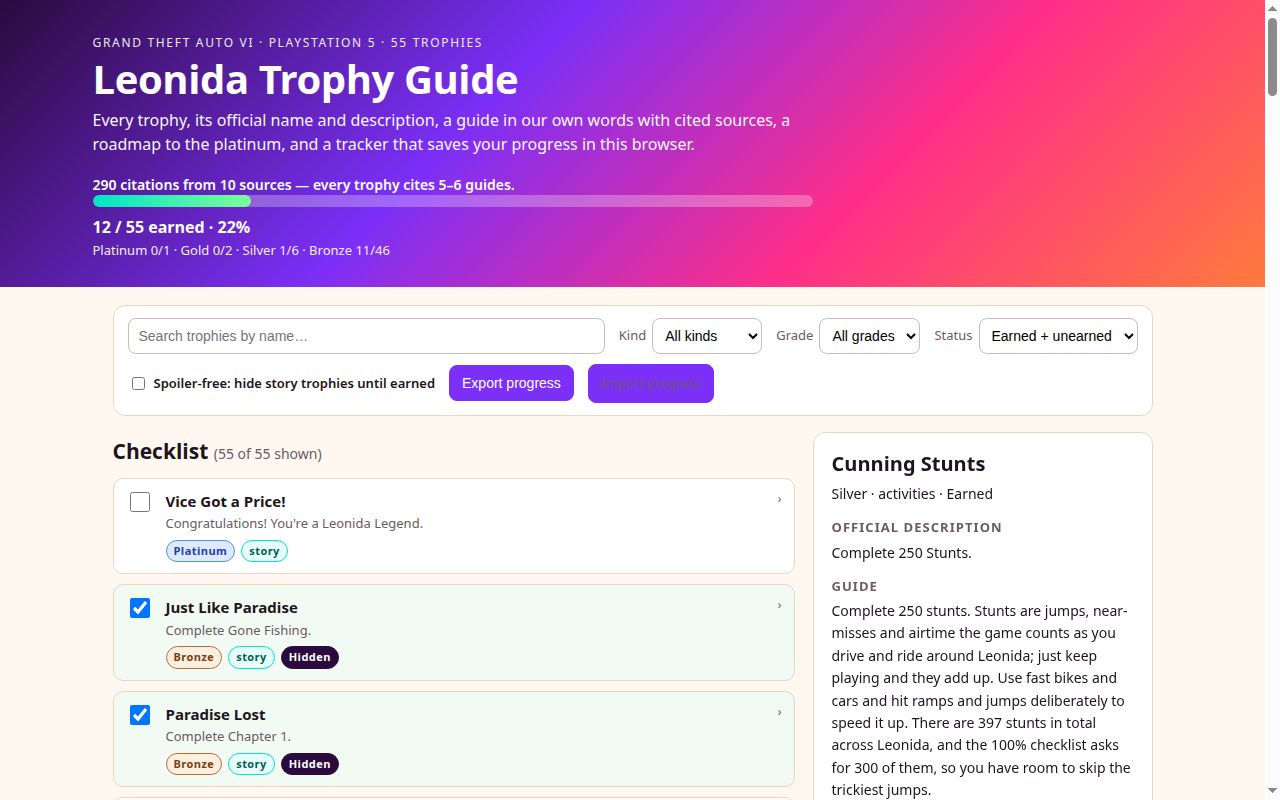 GRAND THEFT AUTO VI · PLAYSTATION 5 · 55 TROPHIES
Leonida Trophy Guide
Every trophy, its official name and description, a guide in our own words with cited sources, a
roadmap to the platinum, and a tracker that saves your progress in this browser.
290 citations from 10 sources — every trophy cites 5–6 guides.
12 / 55 earned · 22%
Platinum 0/1 · Gold 0/2 · Silver 1/6 · Bronze 11/46
Search trophies by name…
Kind All kinds Grade All grades Status Earned + unearned
Spoiler-free: hide story trophies until earned Export progress Import progress
Checklist (55 of 55 shown)
Vice Got a Price! ›
Congratulations! You're a Leonida Legend.
Platinum story
Just Like Paradise ›
Complete Gone Fishing.
Bronze story Hidden
Paradise Lost ›
Complete Chapter 1.
Bronze story Hidden
Cunning Stunts
Silver · activities · Earned
OFFICIAL DESCRIPTION
Complete 250 Stunts.
GUIDE
Complete 250 stunts. Stunts are jumps, near-
misses and airtime the game counts as you
drive and ride around Leonida; just keep
playing and they add up. Use fast bikes and
cars and hit ramps and jumps deliberately to
speed it up. There are 397 stunts in total
across Leonida, and the 100% checklist asks
for 300 of them, so you have room to skip the
trickiest jumps.